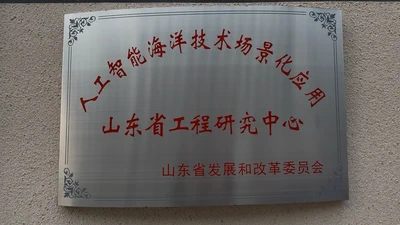 人工智能海洋技术场景化应用
山东省工程研究中心
山东省发展和改革委员会